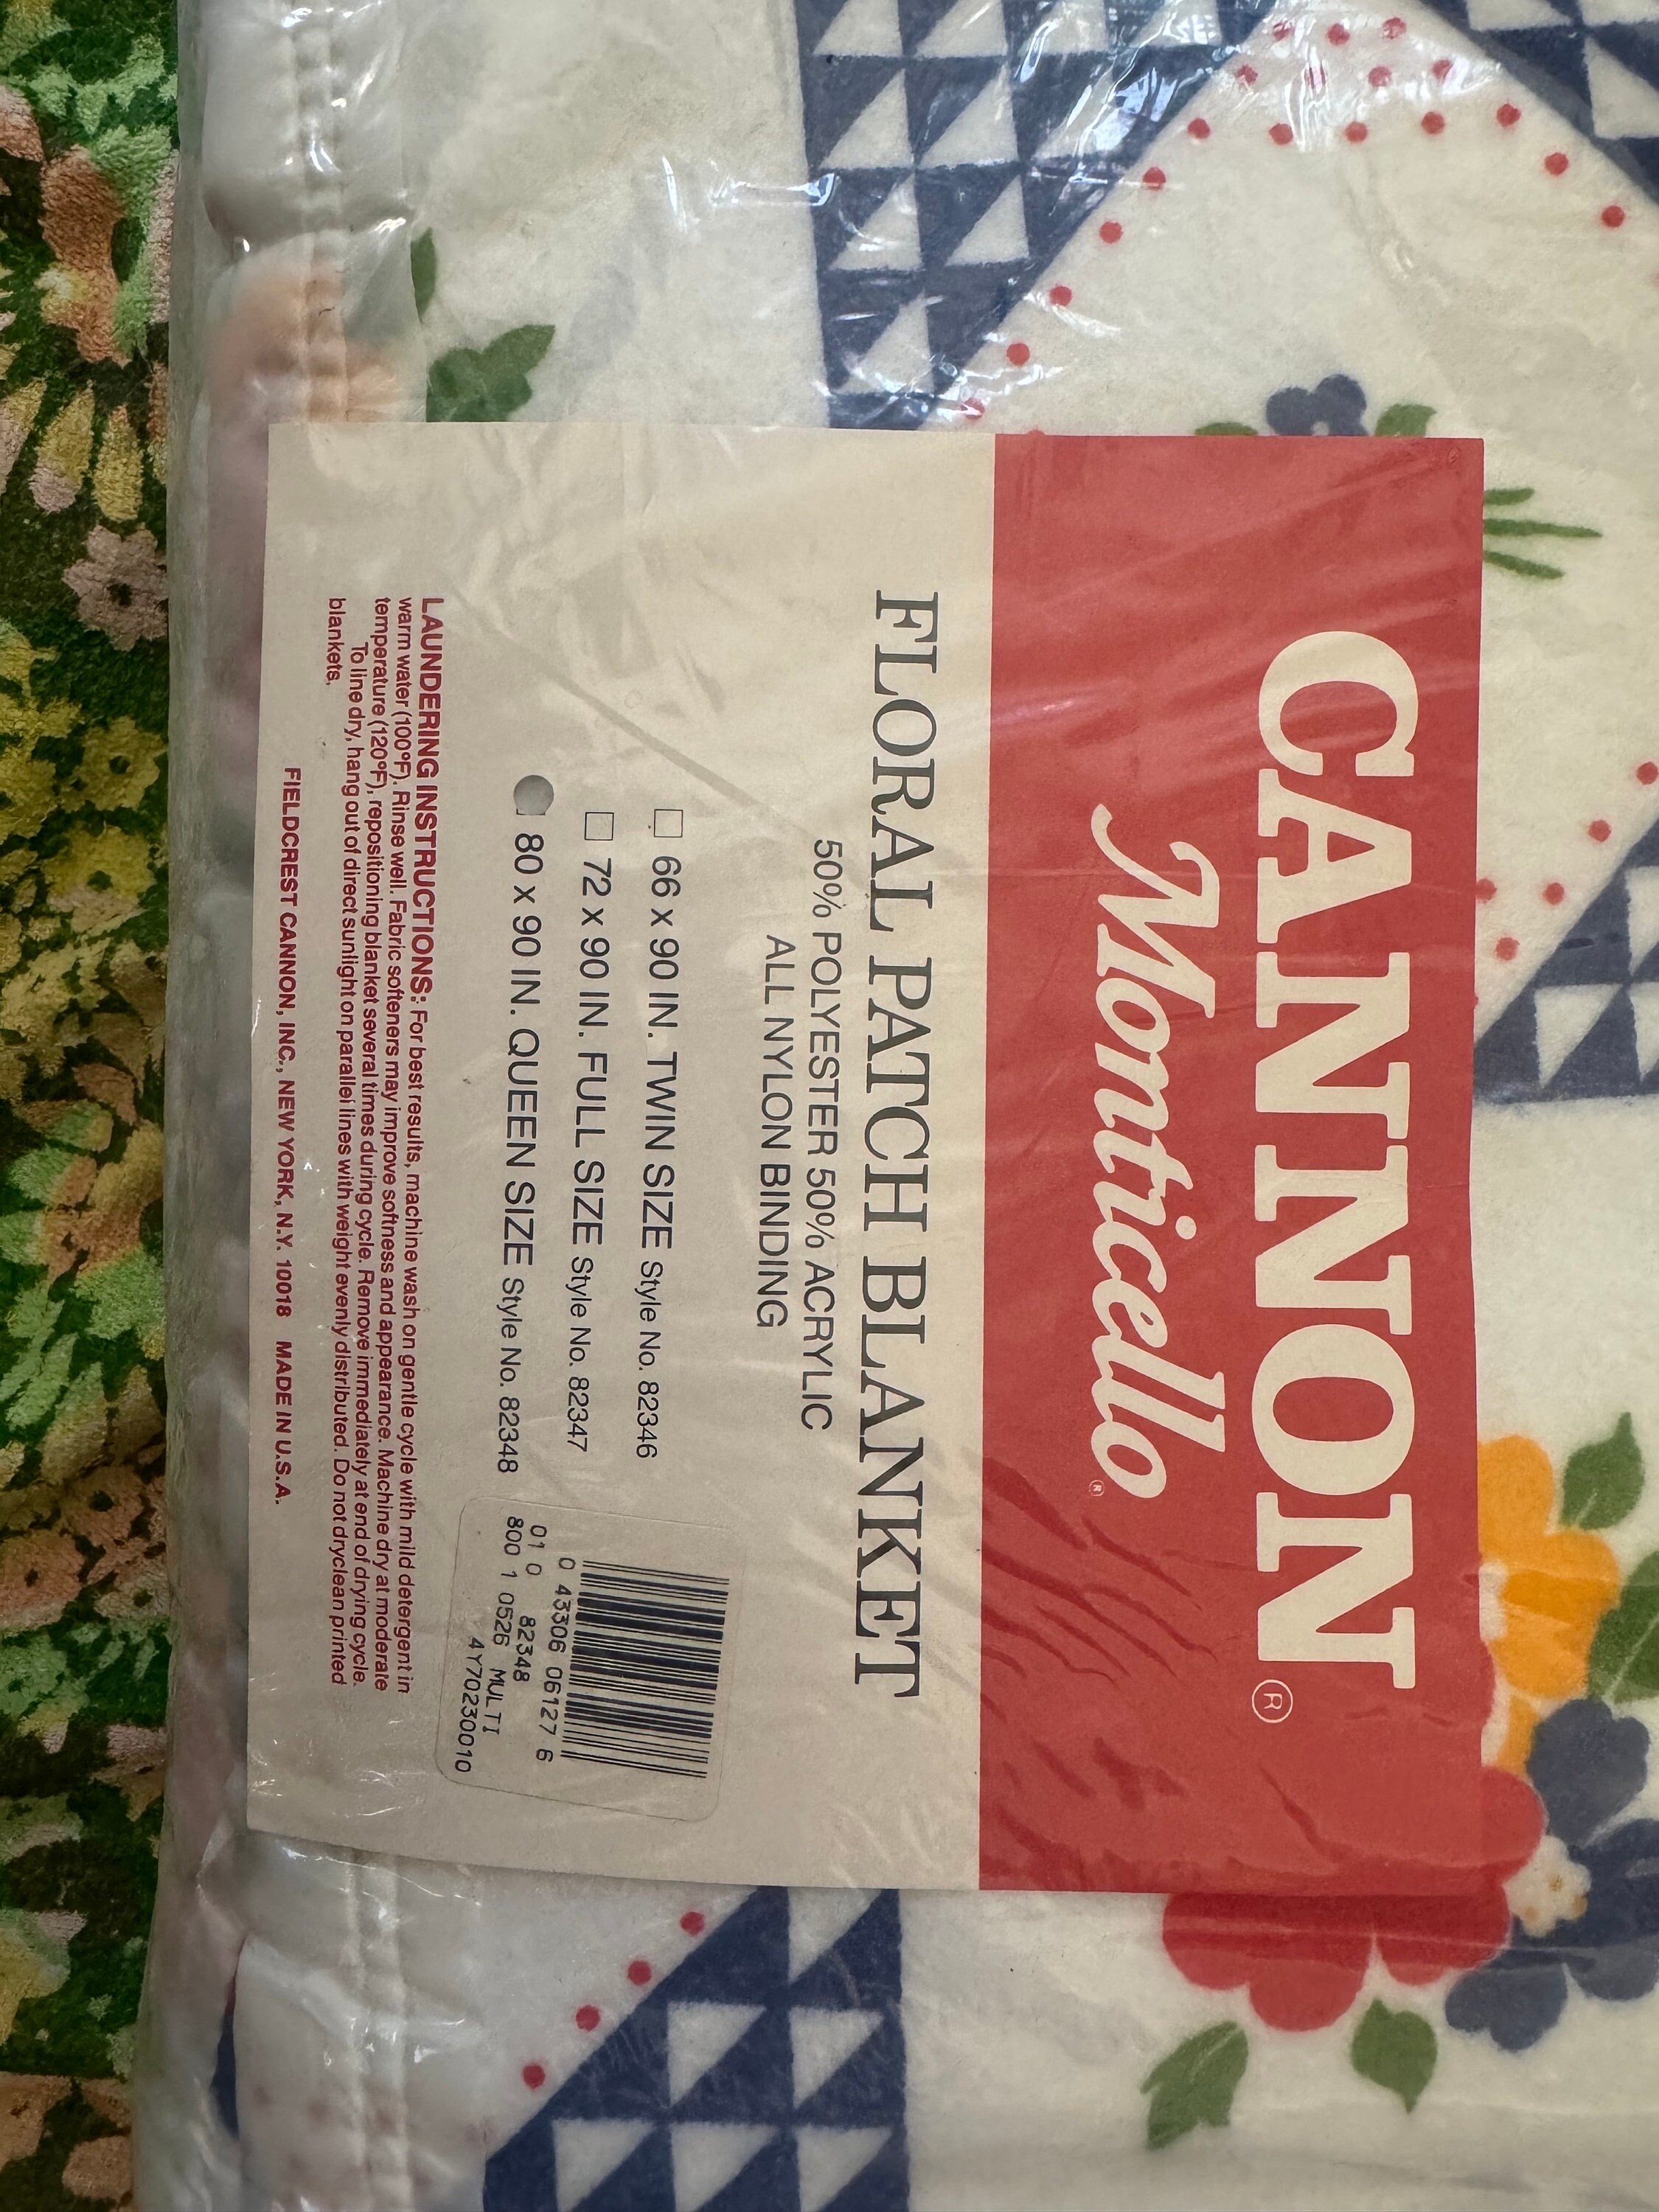 CANNON®
Monticello®
FLORAL PATCH BLANKET
50% POLYESTER 50% ACRYLIC
ALL NYLON BINDING
66 x 90 IN. TWIN SIZE Style No. 82346
72 x 90 IN. FULL SIZE Style No. 82347
80 x 90 IN. QUEEN SIZE Style No. 82348
0 43306 06127 6
01 0 82348
800 1 0526 MULTI
4Y70230010
LAUNDERING INSTRUCTIONS: For best results, machine wash on gentle cycle with mild detergent in
warm water (100°F). Rinse well. Fabric softeners may improve softness and appearance. Machine dry at moderate
temperature (120°F), repositioning blanket several times during cycle. Remove immediately at end of drying cycle.
To line dry, hang out of direct sunlight on parallel lines with weight evenly distributed. Do not dryclean printed
blankets.
FIELDCREST CANNON, INC., NEW YORK, N.Y. 10018 MADE IN U.S.A.